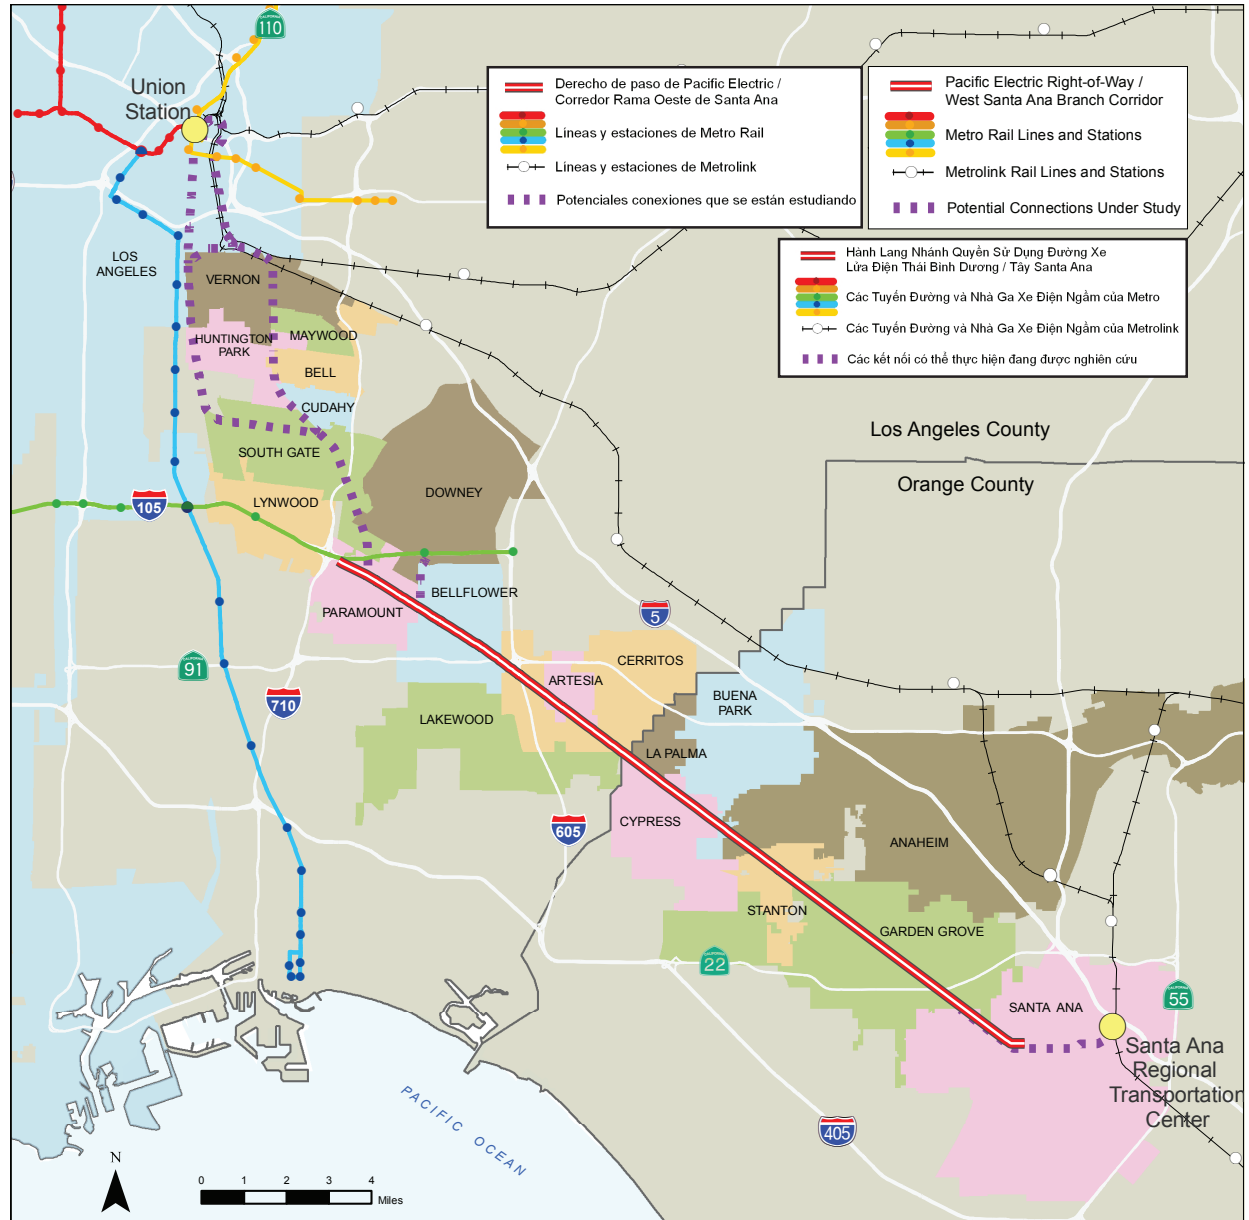 CALIFORNIA
110
Union
Station
Derecho de paso de Pacific Electric /
Corredor Rama Oeste de Santa Ana
Líneas y estaciones de Metro Rail
Líneas y estaciones de Metrolink
Potenciales conexiones que se están estudiando
Pacific Electric Right-of-Way /
West Santa Ana Branch Corridor
Metro Rail Lines and Stations
Metrolink Rail Lines and Stations
Potential Connections Under Study
Hành Lang Nhánh Quyền Sử Dụng Đường Xe
Lửa Điện Thái Bình Dương / Tây Santa Ana
Các Tuyến Đường và Nhà Ga Xe Điện Ngầm của Metro
Các Tuyến Đường và Nhà Ga Xe Điện Ngầm của Metrolink
Các kết nối có thể thực hiện đang được nghiên cứu
LOS
ANGELES
VERNON
HUNTINGTON
PARK
MAYWOOD
BELL
CUDAHY
SOUTH GATE
LYNWOOD
DOWNEY
Los Angeles County
Orange County
105
BELLFLOWER
PARAMOUNT
5
CALIFORNIA
91
710
CERRITOS
ARTESIA
LAKEWOOD
BUENA
PARK
LA PALMA
CYPRESS
605
ANAHEIM
STANTON
GARDEN GROVE
CALIFORNIA
22
SANTA ANA
CALIFORNIA
55
Santa Ana
Regional
Transportation
Center
405
PACIFIC OCEAN
N
0 1 2 3 4
Miles